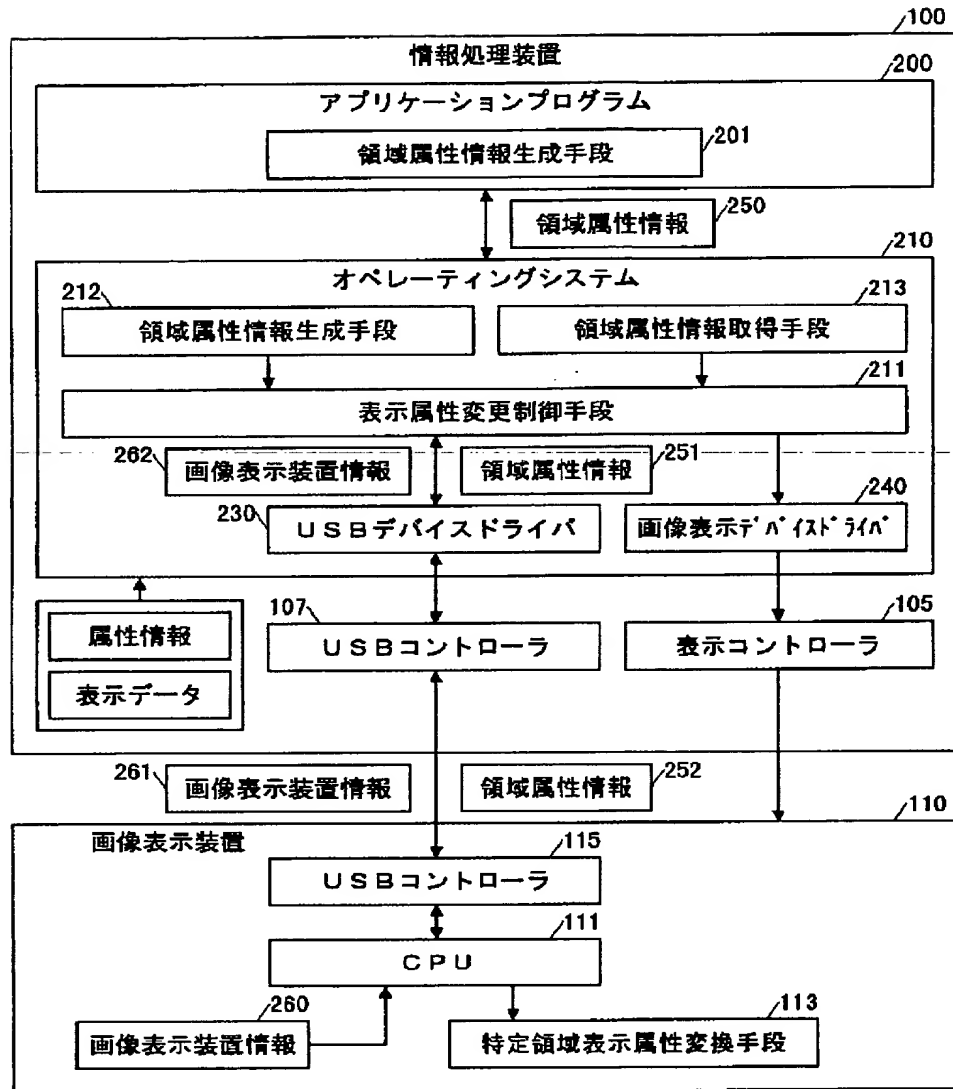 100
情報処理装置
200
アプリケーションプログラム
201
領域属性情報生成手段
250
領域属性情報
210
オペレーティングシステム
212
213
領域属性情報生成手段
領域属性情報取得手段
211
表示属性変更制御手段
262
画像表示装置情報
領域属性情報
251
230
240
USBデバイスドライバ
画像表示ﾃﾞﾊﾞｲｽﾄﾞﾗｲﾊﾞ
107
105
属性情報
USBコントローラ
表示コントローラ
表示データ
261
画像表示装置情報
領域属性情報
252
110
画像表示装置
115
USBコントローラ
111
CPU
260
113
画像表示装置情報
特定領域表示属性変換手段